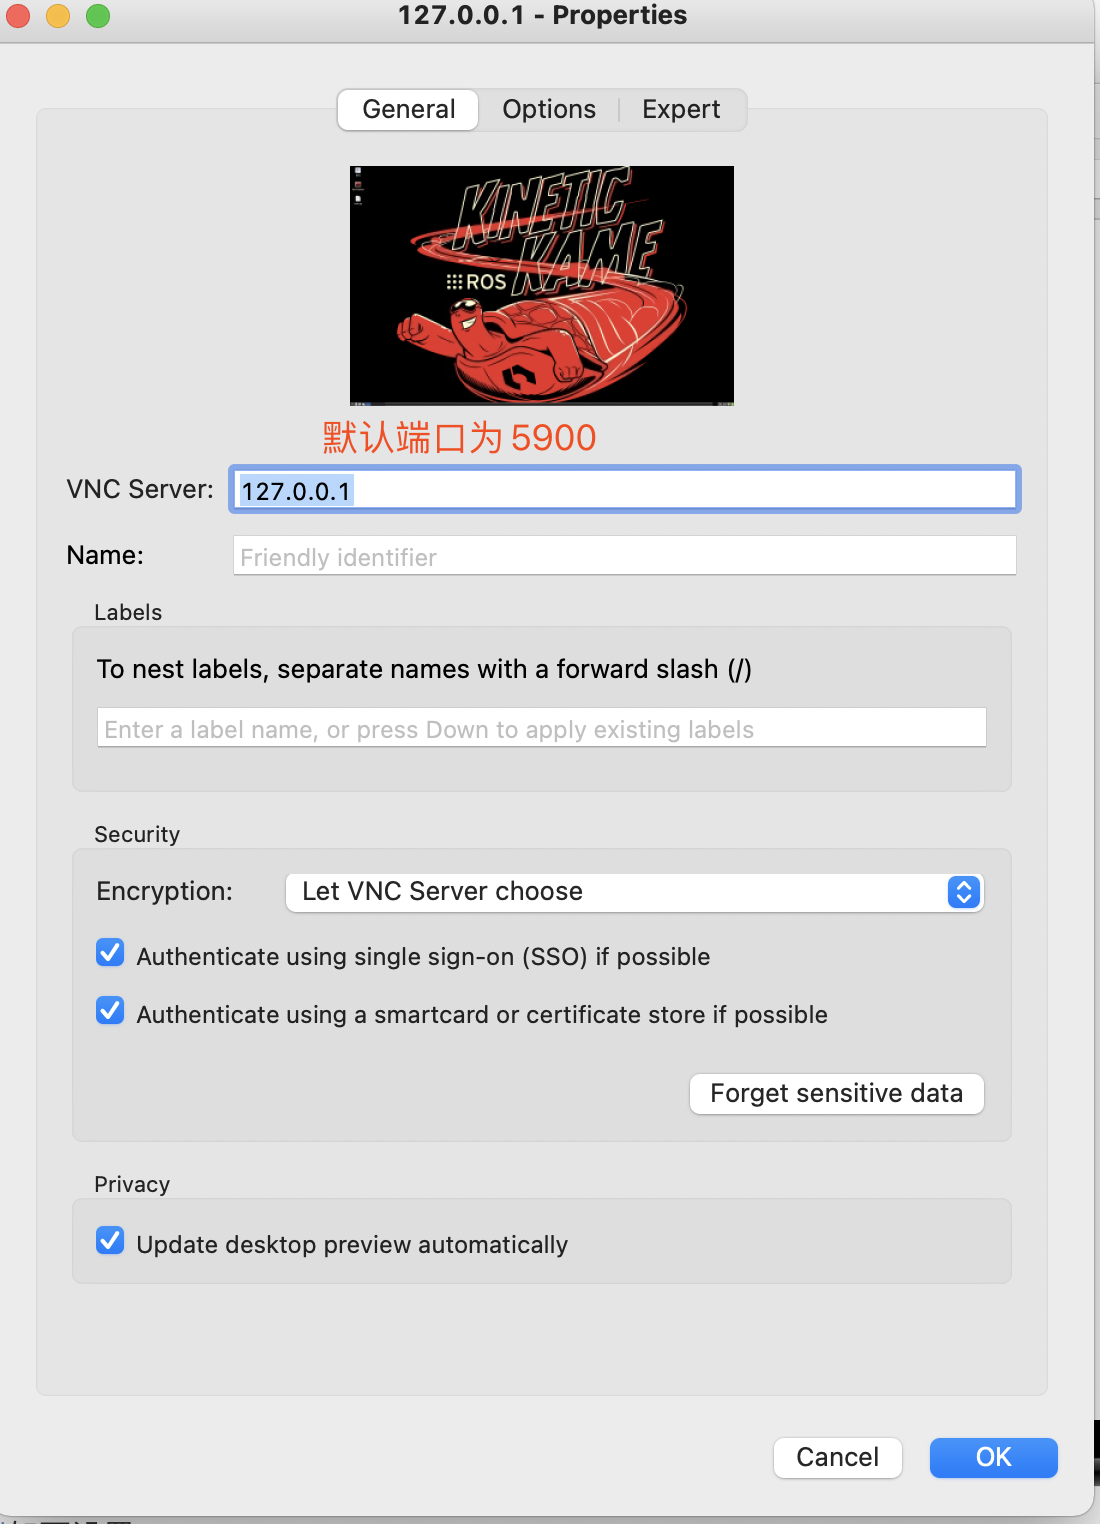 127.0.0.1 - Properties
General Options Expert
KINETIC
KAME
ROS
默认端口为 5900
VNC Server: 127.0.0.1
Name: Friendly identifier
Labels
To nest labels, separate names with a forward slash (/)
Enter a label name, or press Down to apply existing labels
Security
Encryption: Let VNC Server choose
Authenticate using single sign-on (SSO) if possible
Authenticate using a smartcard or certificate store if possible
Forget sensitive data
Privacy
Update desktop preview automatically
Cancel OK